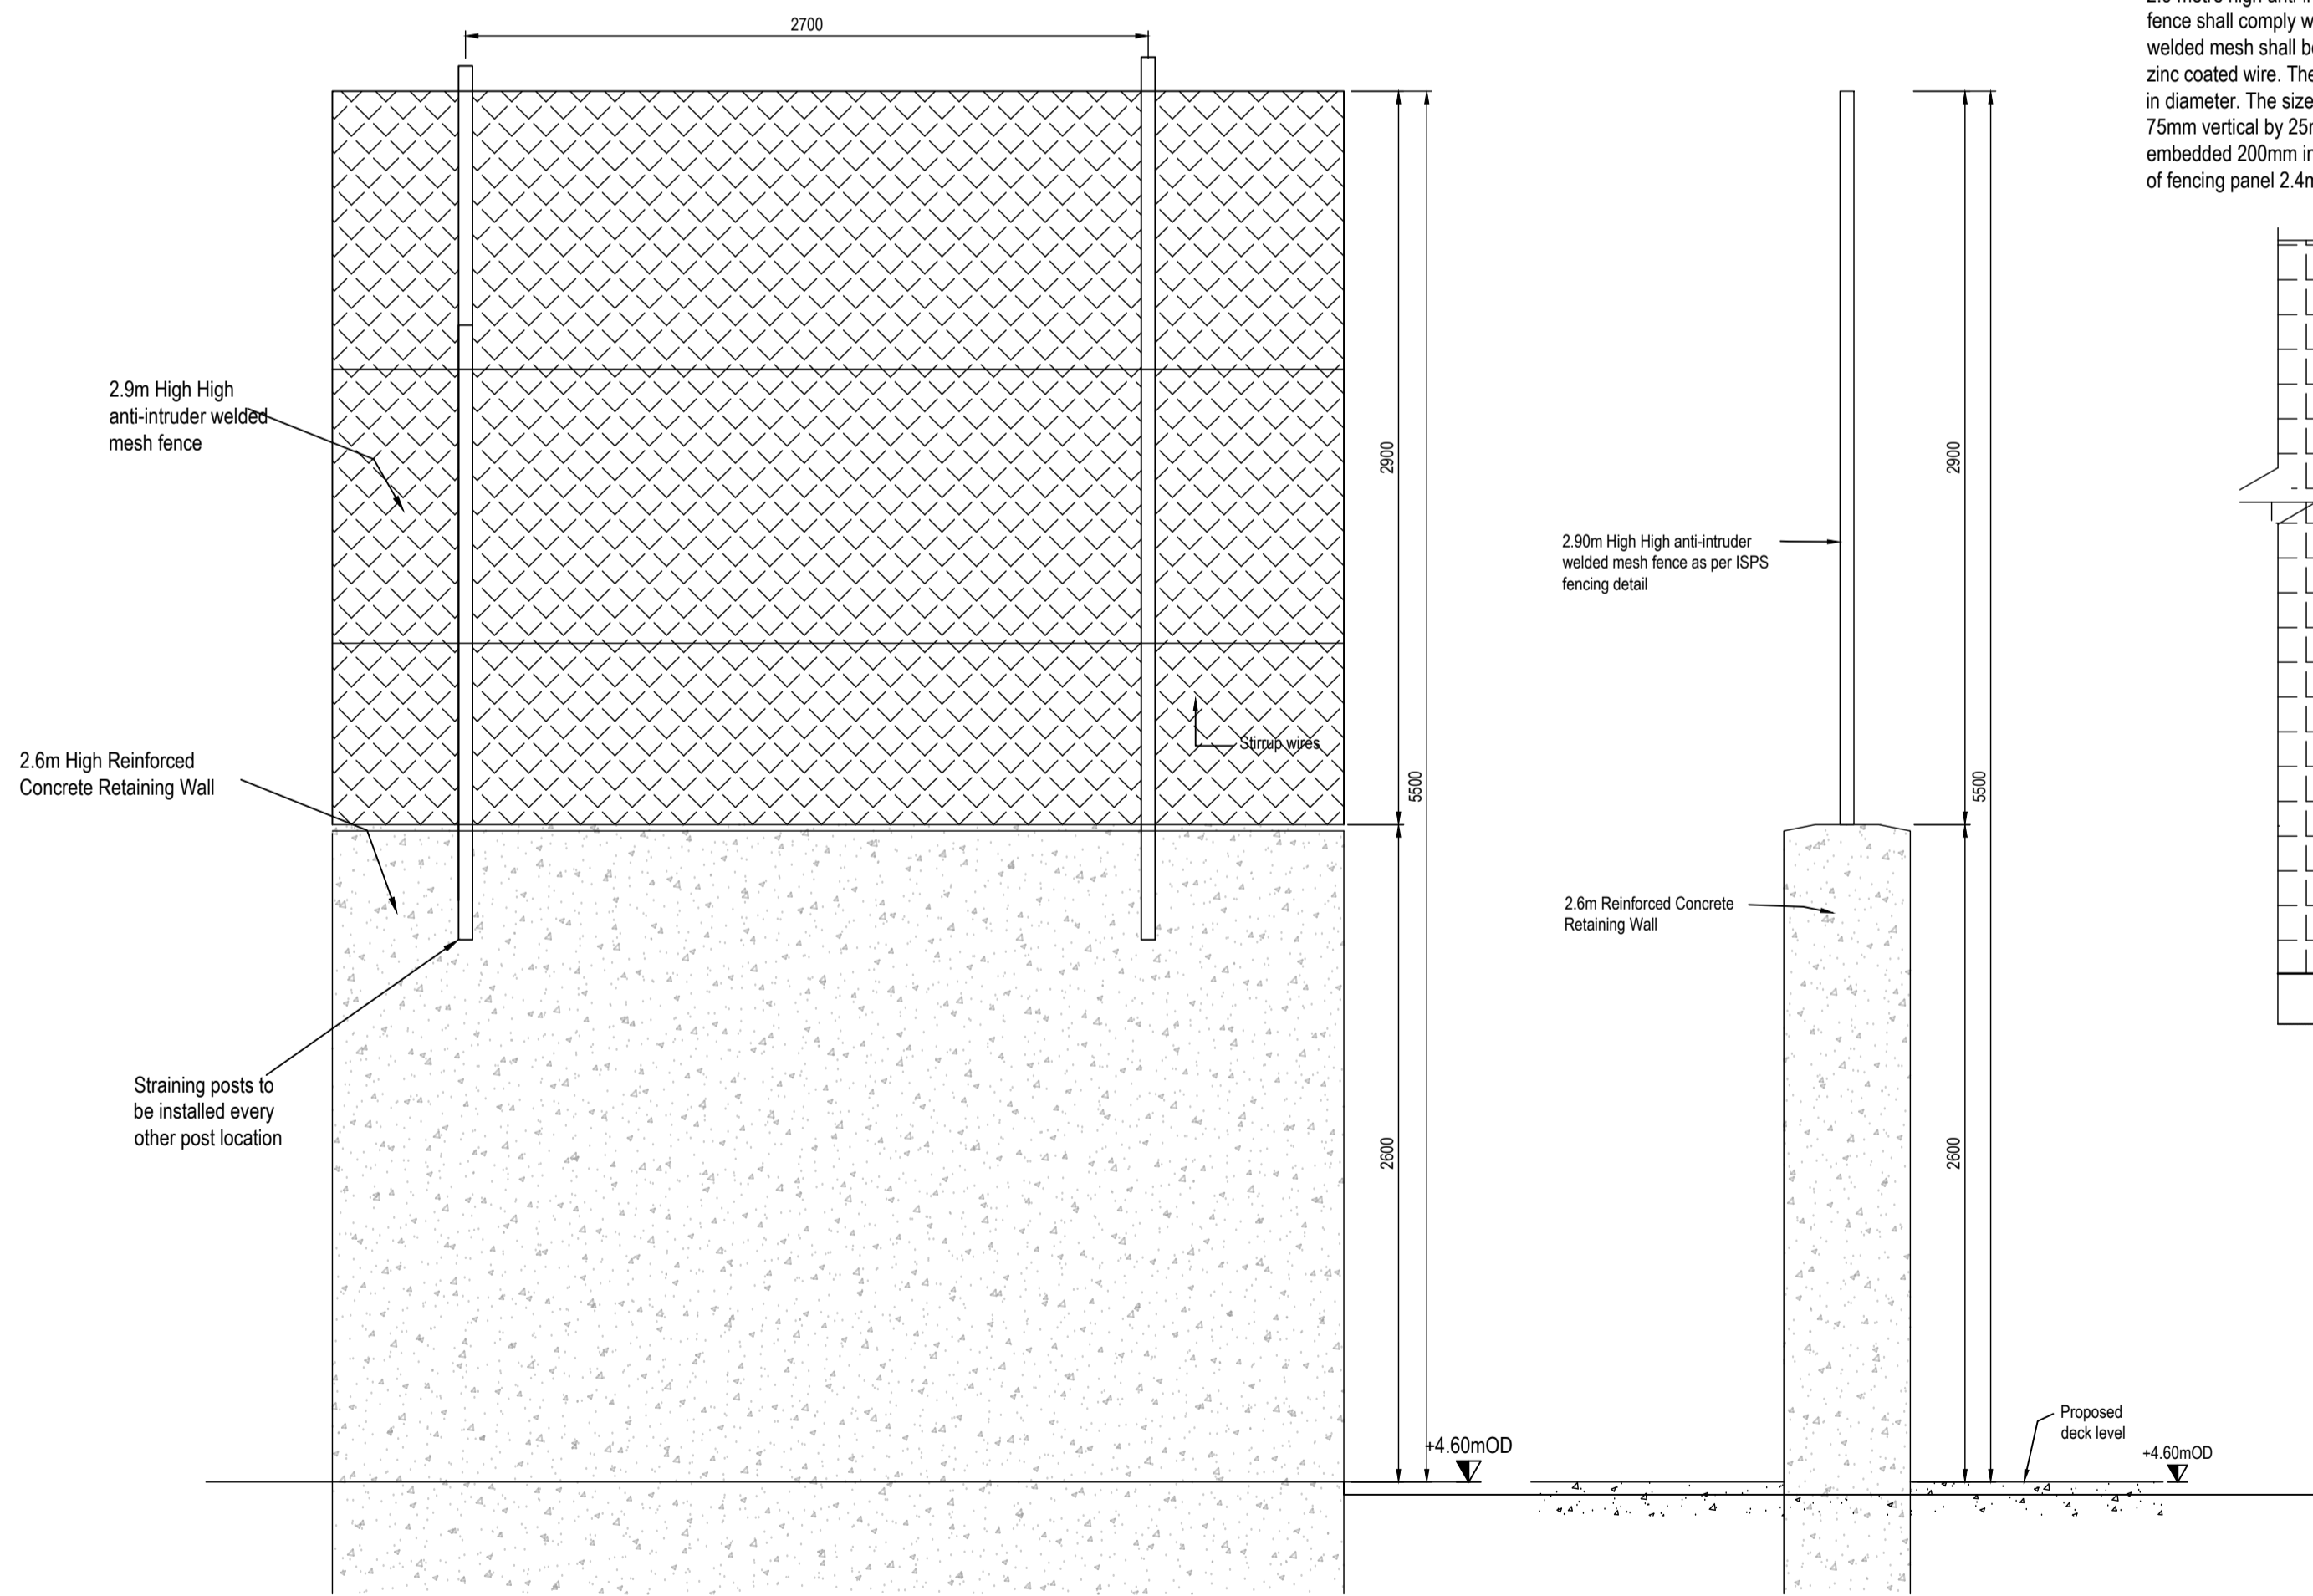 2700
2.9m High High
anti-intruder welded
mesh fence
2.6m High Reinforced
Concrete Retaining Wall
Straining posts to
be installed every
other post location
Stirrup wires
2900
5500
2600
+4.60mOD
2.90m High High anti-intruder
welded mesh fence as per ISPS
fencing detail
2.6m Reinforced Concrete
Retaining Wall
2900
5500
2600
Proposed
deck level
+4.60mOD
fence shall comply w
welded mesh shall b
zinc coated wire. The
in diameter. The size
75mm vertical by 25
embedded 200mm in
of fencing panel 2.4m